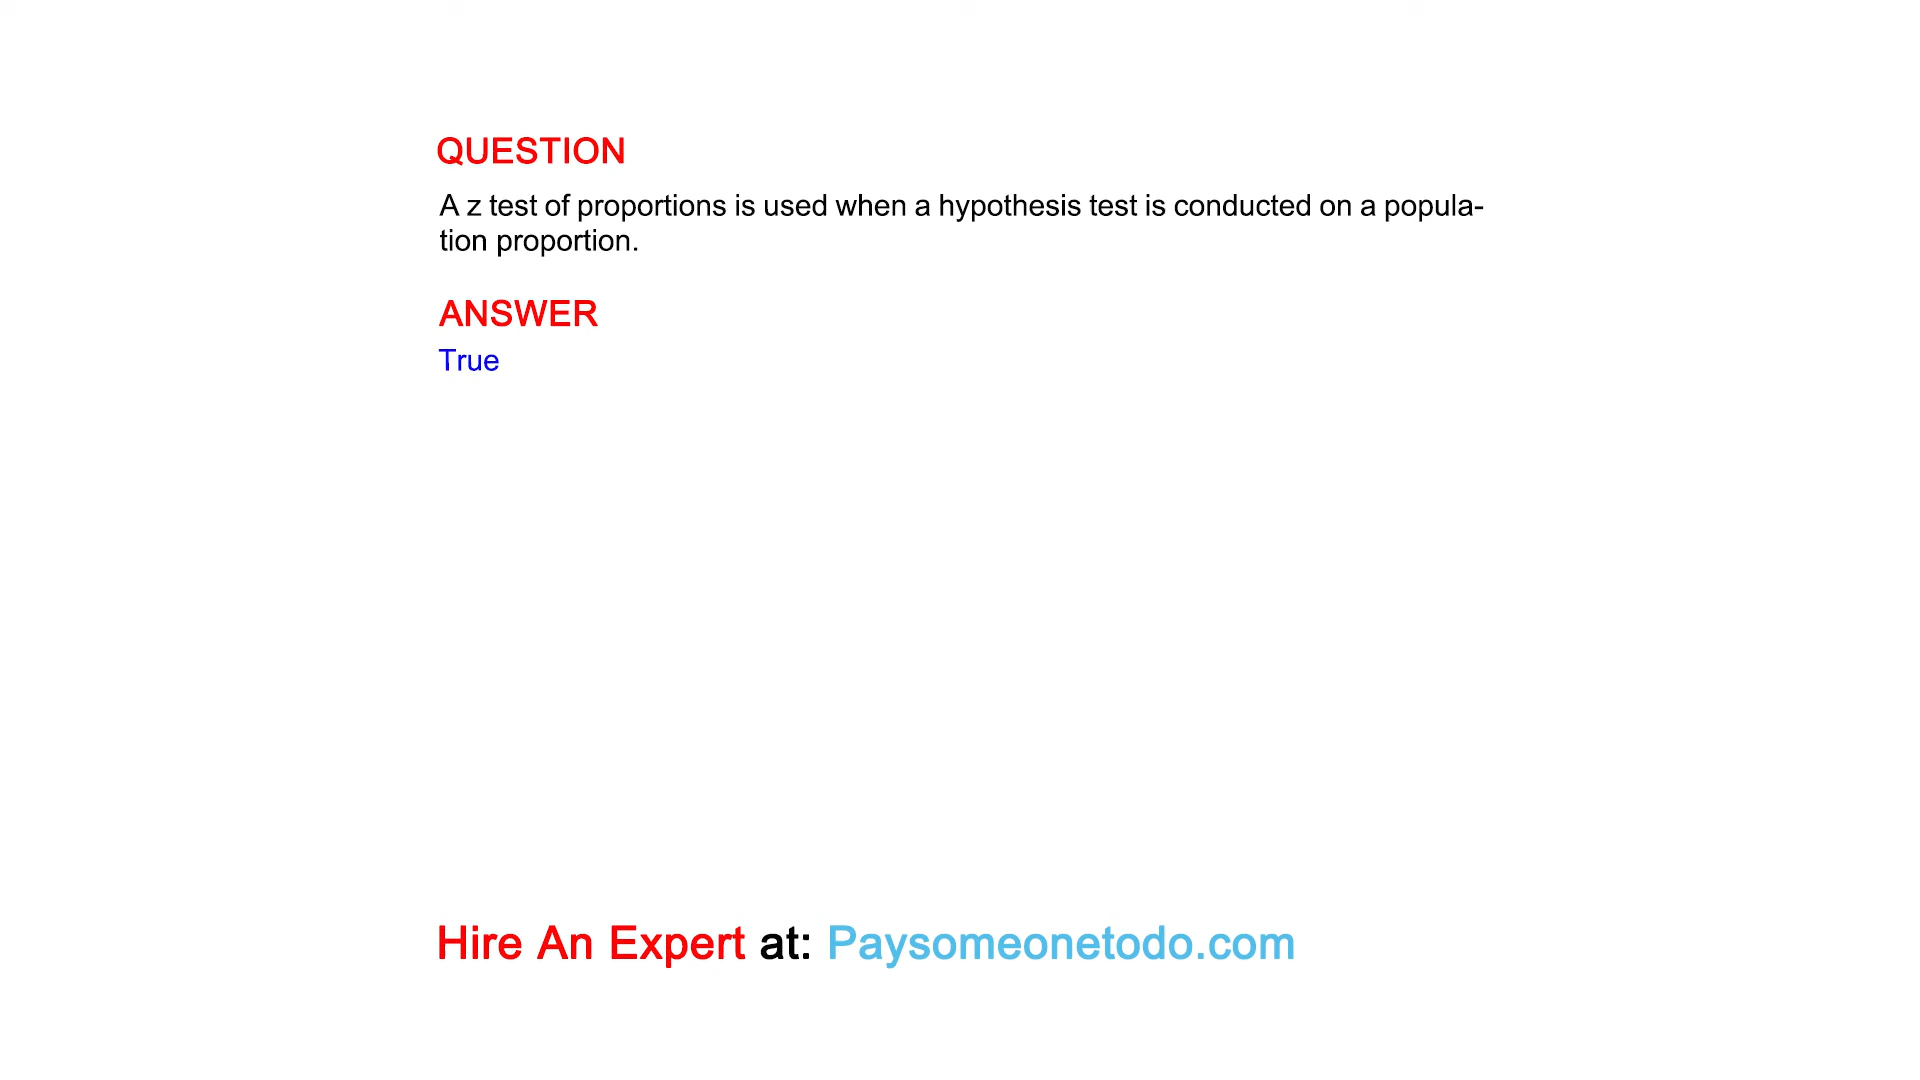 QUESTION
A z test of proportions is used when a hypothesis test is conducted on a popula-
tion proportion.
ANSWER
True
Hire An Expert at: Paysomeonetodo.com